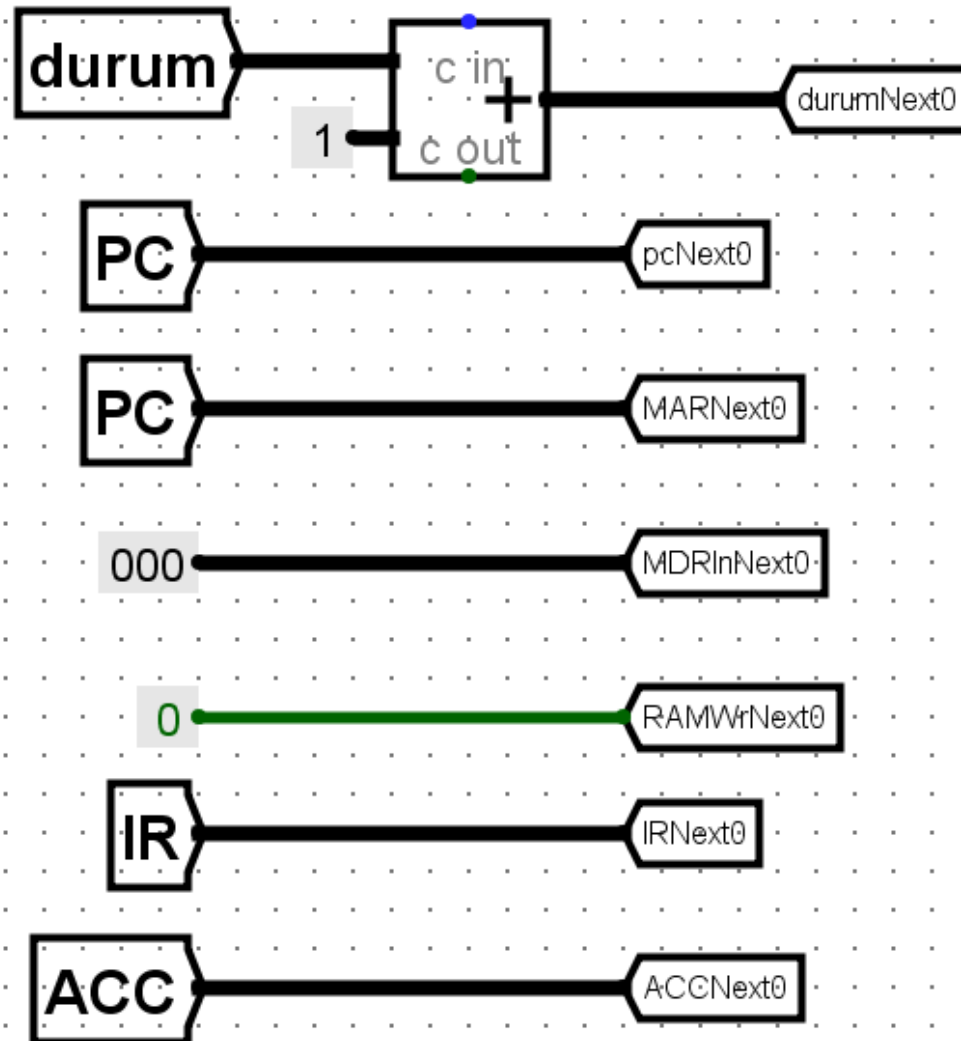 durum
c in
+
durumNext0
1
c out
PC
pcNext0
PC
MARNext0
000
MDRInNext0
0
RAMWrNext0
IR
IRNext0
ACC
ACCNext0